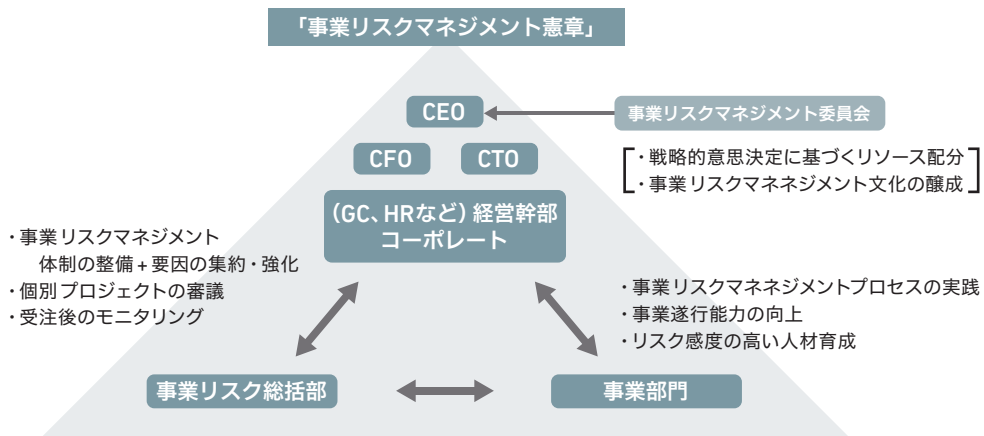 「事業リスクマネジメント憲章」
CEO
事業リスクマネジメント委員会
CFO
CTO
・戦略的意思決定に基づくリソース配分
・事業リスクマネネジメント文化の醸成
(GC、HRなど)経営幹部
コーポレート
・事業リスクマネジメント
体制の整備+要因の集約・強化
・個別プロジェクトの審議
・受注後のモニタリング
・事業リスクマネネジメントプロセスの実践
・事業遂行能力の向上
・リスク感度の高い人材育成
事業リスク総括部
事業部門